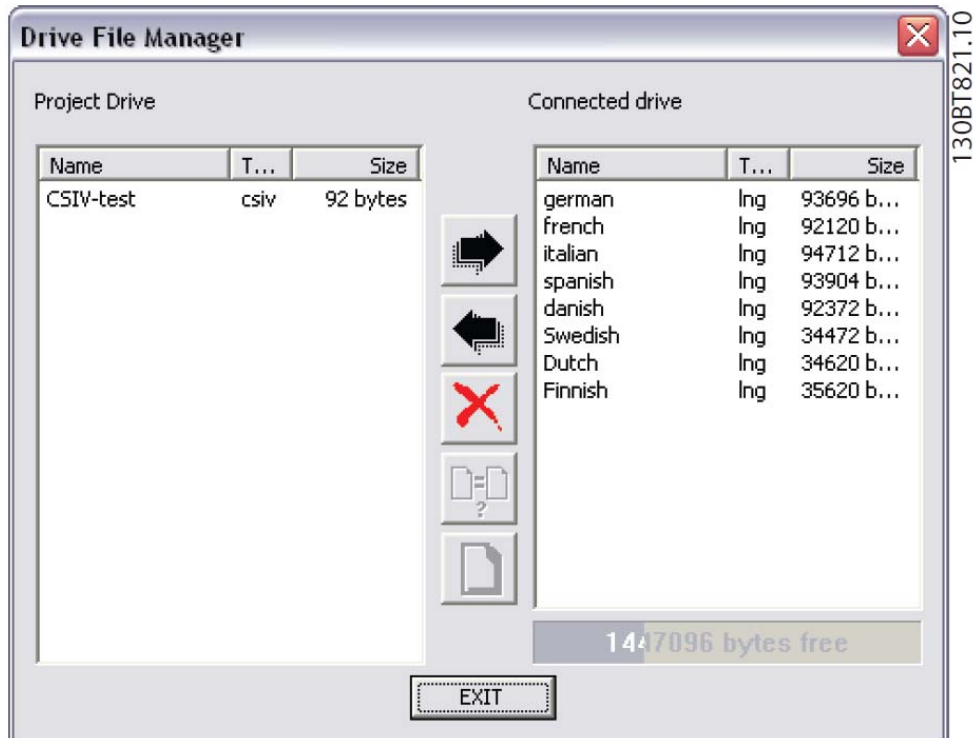 Drive File Manager
130BT821.10
Project Drive
Name T... Size
CSIV-test csiv 92 bytes
Connected drive
Name T... Size
german lng 93696 b...
french lng 92120 b...
italian lng 94712 b...
spanish lng 93904 b...
danish lng 92372 b...
Swedish lng 34472 b...
Dutch lng 34620 b...
Finnish lng 35620 b...
=
?
1447096 bytes free
EXIT